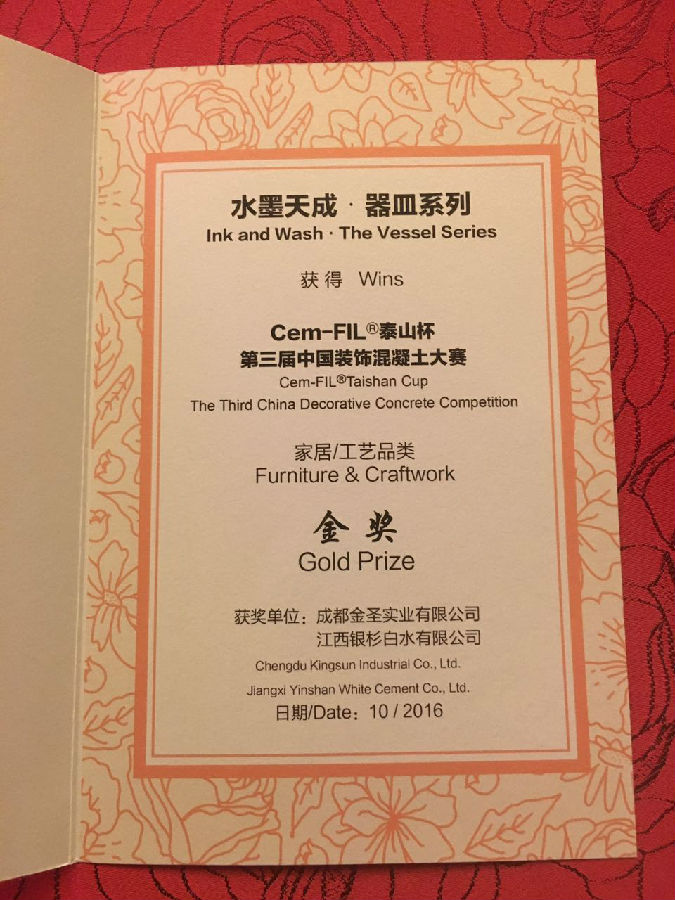 水墨天成 · 器皿系列
Ink and Wash · The Vessel Series
获得 Wins
Cem-FIL®泰山杯
第三届中国装饰混凝土大赛
Cem-FIL®Taishan Cup
The Third China Decorative Concrete Competition
家居/工艺品类
Furniture & Craftwork
金奖
Gold Prize
获奖单位：成都金圣实业有限公司
江西银杉白水有限公司
Chengdu Kingsun Industrial Co., Ltd.
Jiangxi Yinshan White Cement Co., Ltd.
日期/Date：10 / 2016